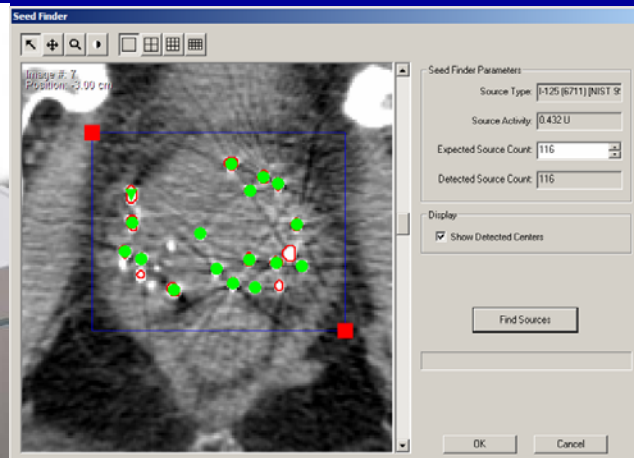 Seed Finder
Image #: 7
Position: -3.00 cm
Seed Finder Parameters
Source Type: I-125 (6711) [NIST 9
Source Activity: 0.432 U
Expected Source Count: 116
Detected Source Count: 116
Display
Show Detected Centers
Find Sources
OK
Cancel